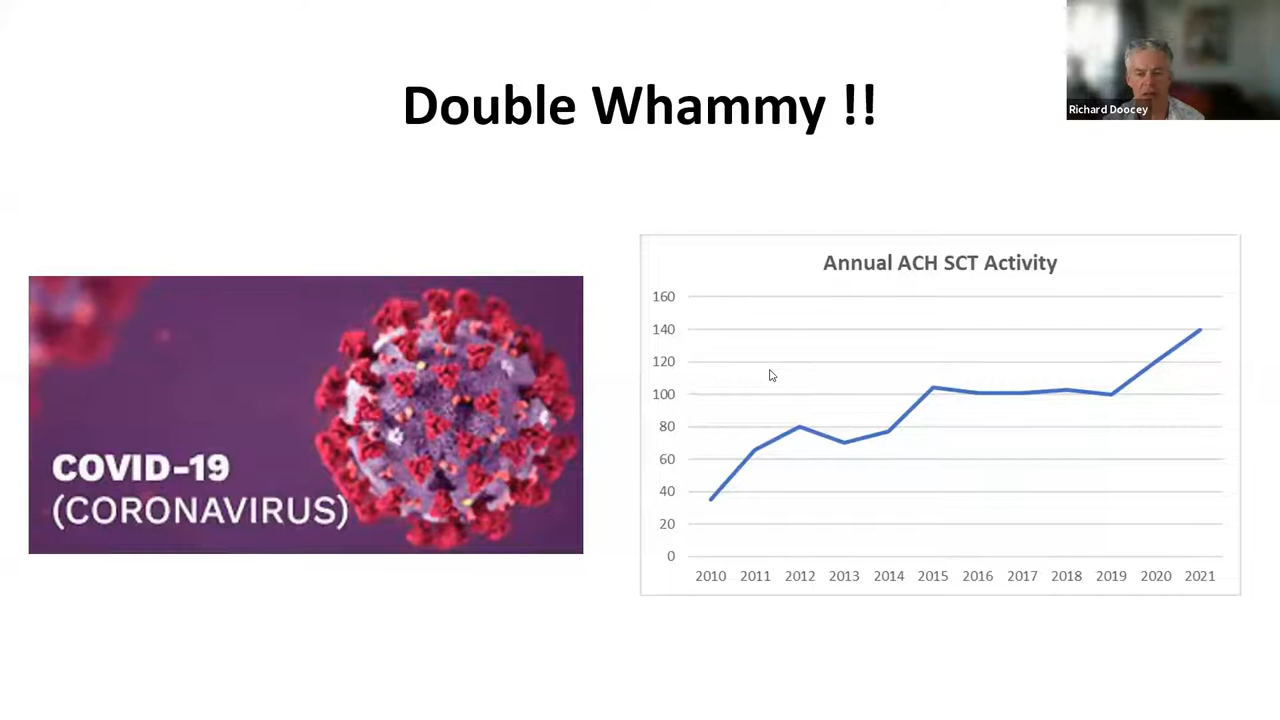 Double Whammy !!
Richard Doocey
COVID-19
(CORONAVIRUS)
Annual ACH SCT Activity
160
140
120
100
80
60
40
20
0
2010 2011 2012 2013 2014 2015 2016 2017 2018 2019 2020 2021